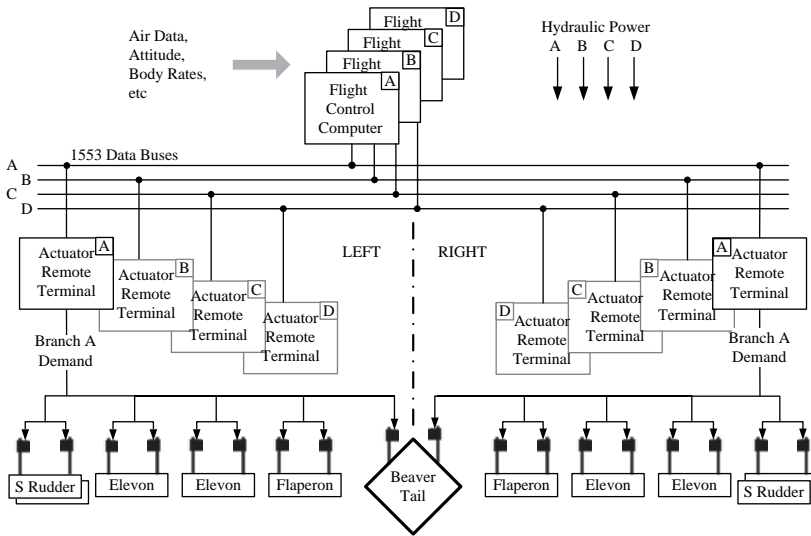 Air Data,
Attitude,
Body Rates,
etc
Flight
D
Flight
C
Flight
B
Flight
A
Control
Computer
Hydraulic Power
A B C D
1553 Data Buses
A
B
C
D
LEFT
RIGHT
Actuator
Remote
Terminal
A
Actuator
Remote
Terminal
B
Actuator
Remote
Terminal
C
Actuator
Remote
Terminal
D
D
Actuator
Remote
Terminal
C
Actuator
Remote
Terminal
B
Actuator
Remote
Terminal
A
Actuator
Remote
Terminal
Branch A
Demand
Branch A
Demand
S Rudder
Elevon
Elevon
Flaperon
Beaver
Tail
Flaperon
Elevon
Elevon
S Rudder